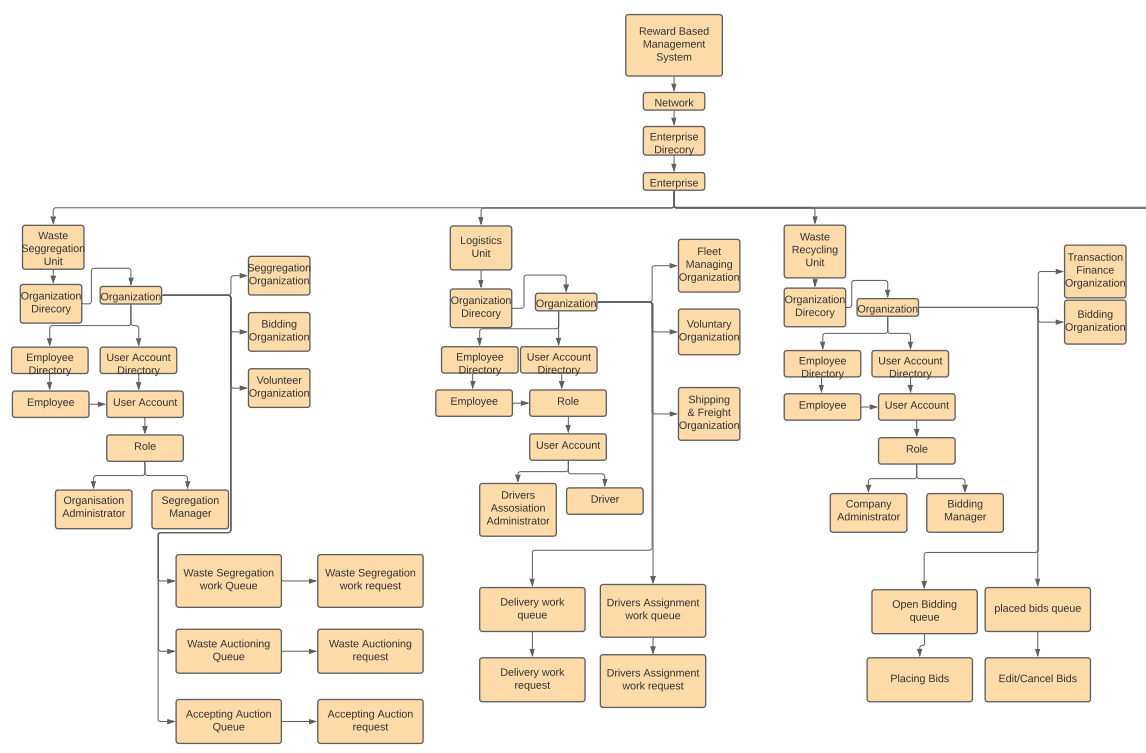 Reward Based
Management
System
Network
Enterprise
Direcory
Enterprise
Waste
Seggregation
Unit
Organization
Direcory
Organization
Seggregation
Organization
Bidding
Organization
Volunteer
Organization
Employee
Directory
User Account
Directory
Employee
User Account
Role
Organisation
Administrator
Segregation
Manager
Waste Segregation
work Queue
Waste Segregation
work request
Waste Auctioning
Queue
Waste Auctioning
request
Accepting Auction
Queue
Accepting Auction
request
Logistics
Unit
Organization
Direcory
Organization
Fleet
Managing
Organization
Voluntary
Organization
Shipping
& Freight
Organization
Employee
Directory
User Account
Directory
Employee
Role
User Account
Drivers
Assosiation
Administrator
Driver
Delivery work
queue
Drivers Assignment
work queue
Delivery work
request
Drivers Assignment
work request
Waste
Recycling
Unit
Organization
Direcory
Organization
Transaction
Finance
Organization
Bidding
Organization
Employee
Directory
User Account
Directory
Employee
User Account
Role
Company
Administrator
Bidding
Manager
Open Bidding
queue
placed bids queue
Placing Bids
Edit/Cancel Bids